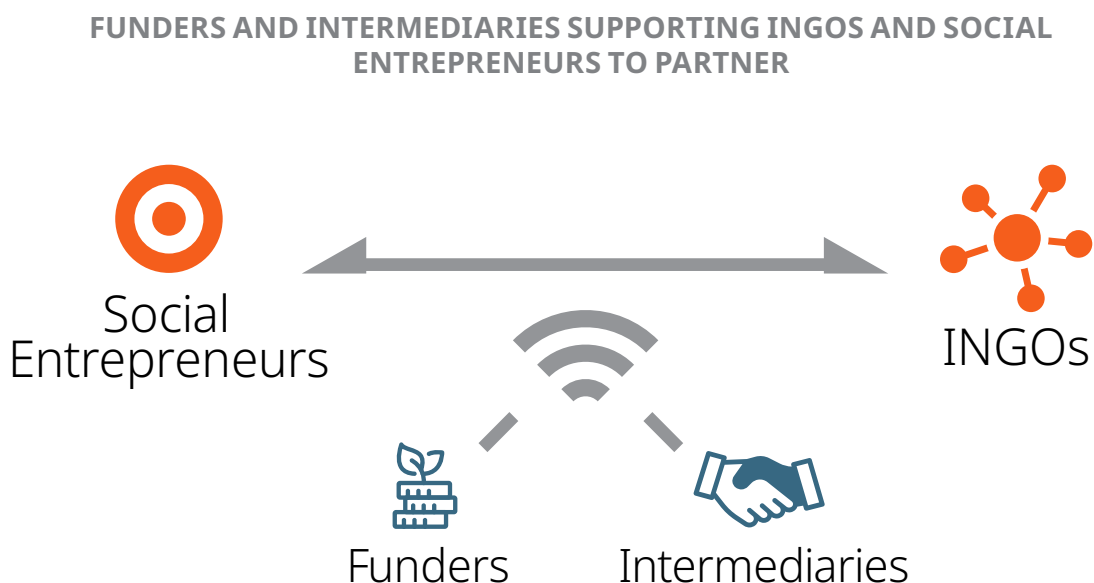 FUNDERS AND INTERMEDIARIES SUPPORTING INGOS AND SOCIAL
ENTREPRENEURS TO PARTNER
Social
Entrepreneurs
INGOs
Funders
Intermediaries